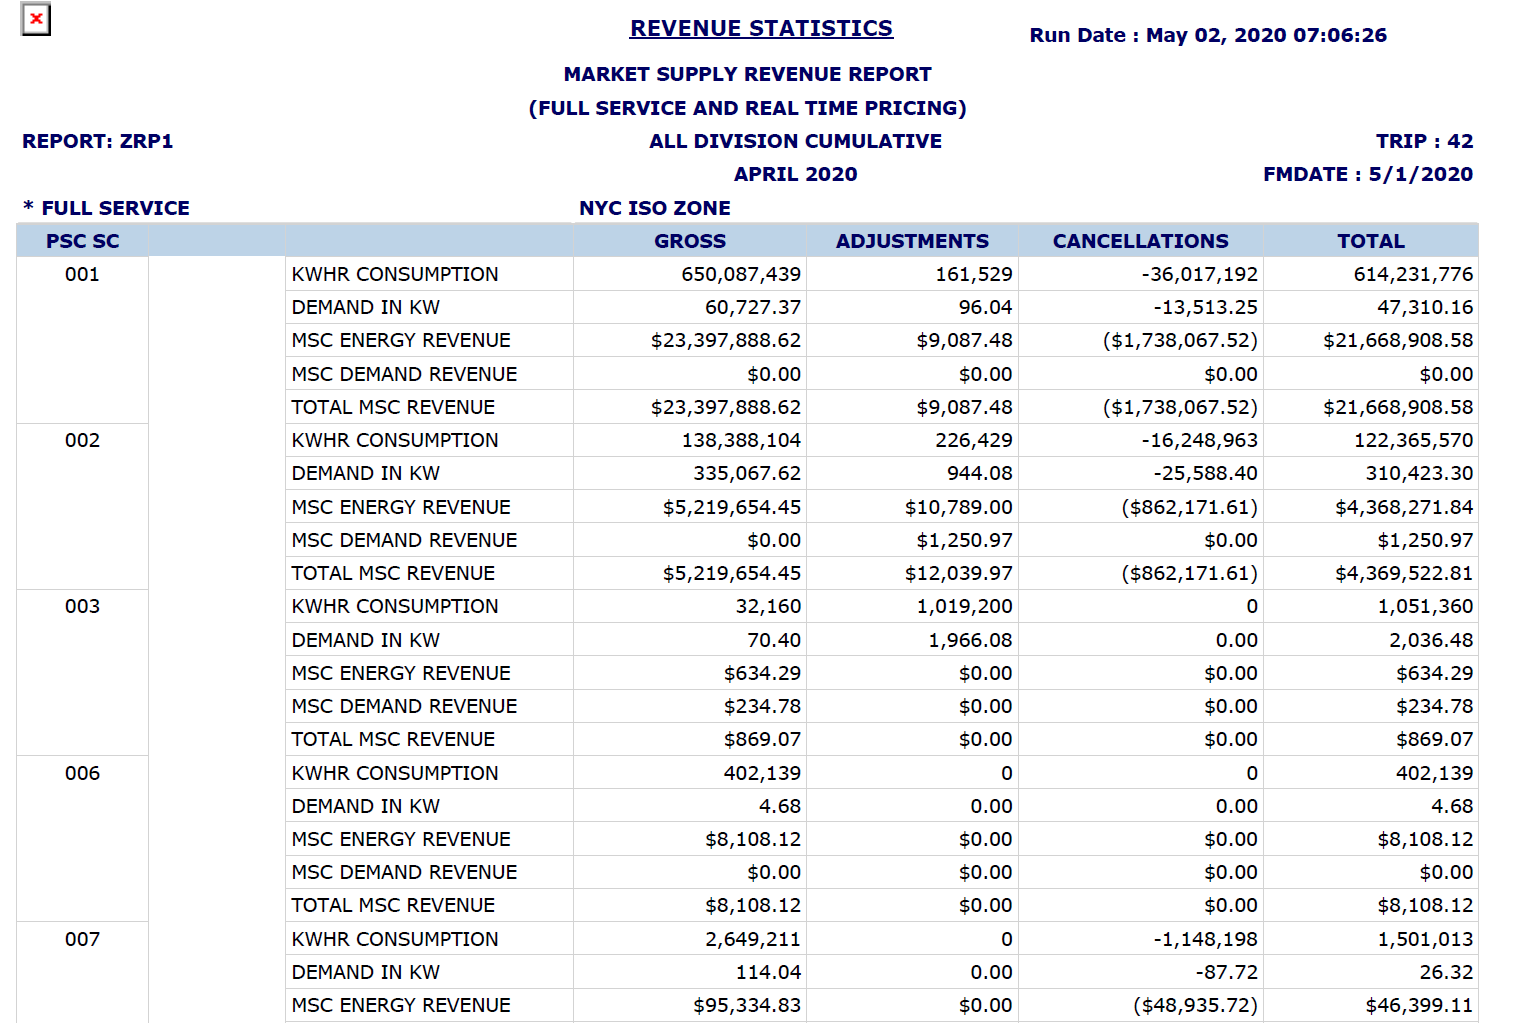 REVENUE STATISTICS
Run Date : May 02, 2020 07:06:26
MARKET SUPPLY REVENUE REPORT
(FULL SERVICE AND REAL TIME PRICING)
REPORT: ZRP1 ALL DIVISION CUMULATIVE TRIP : 42
APRIL 2020 FMDATE : 5/1/2020
* FULL SERVICE NYC ISO ZONE
PSC SC GROSS ADJUSTMENTS CANCELLATIONS TOTAL
001 KWHR CONSUMPTION 650,087,439 161,529 -36,017,192 614,231,776
DEMAND IN KW 60,727.37 96.04 -13,513.25 47,310.16
MSC ENERGY REVENUE $23,397,888.62 $9,087.48 ($1,738,067.52) $21,668,908.58
MSC DEMAND REVENUE $0.00 $0.00 $0.00 $0.00
TOTAL MSC REVENUE $23,397,888.62 $9,087.48 ($1,738,067.52) $21,668,908.58
002 KWHR CONSUMPTION 138,388,104 226,429 -16,248,963 122,365,570
DEMAND IN KW 335,067.62 944.08 -25,588.40 310,423.30
MSC ENERGY REVENUE $5,219,654.45 $10,789.00 ($862,171.61) $4,368,271.84
MSC DEMAND REVENUE $0.00 $1,250.97 $0.00 $1,250.97
TOTAL MSC REVENUE $5,219,654.45 $12,039.97 ($862,171.61) $4,369,522.81
003 KWHR CONSUMPTION 32,160 1,019,200 0 1,051,360
DEMAND IN KW 70.40 1,966.08 0.00 2,036.48
MSC ENERGY REVENUE $634.29 $0.00 $0.00 $634.29
MSC DEMAND REVENUE $234.78 $0.00 $0.00 $234.78
TOTAL MSC REVENUE $869.07 $0.00 $0.00 $869.07
006 KWHR CONSUMPTION 402,139 0 0 402,139
DEMAND IN KW 4.68 0.00 0.00 4.68
MSC ENERGY REVENUE $8,108.12 $0.00 $0.00 $8,108.12
MSC DEMAND REVENUE $0.00 $0.00 $0.00 $0.00
TOTAL MSC REVENUE $8,108.12 $0.00 $0.00 $8,108.12
007 KWHR CONSUMPTION 2,649,211 0 -1,148,198 1,501,013
DEMAND IN KW 114.04 0.00 -87.72 26.32
MSC ENERGY REVENUE $95,334.83 $0.00 ($48,935.72) $46,399.11